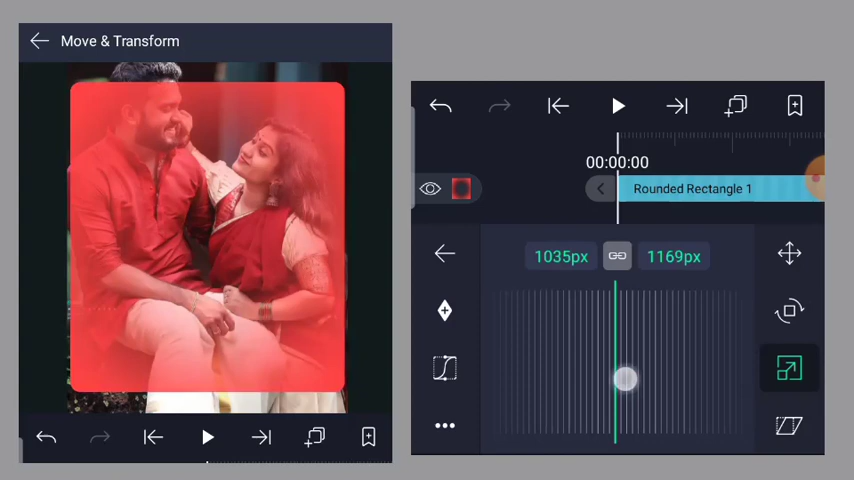 Move & Transform
00:00:00
Rounded Rectangle 1
1035px
1169px